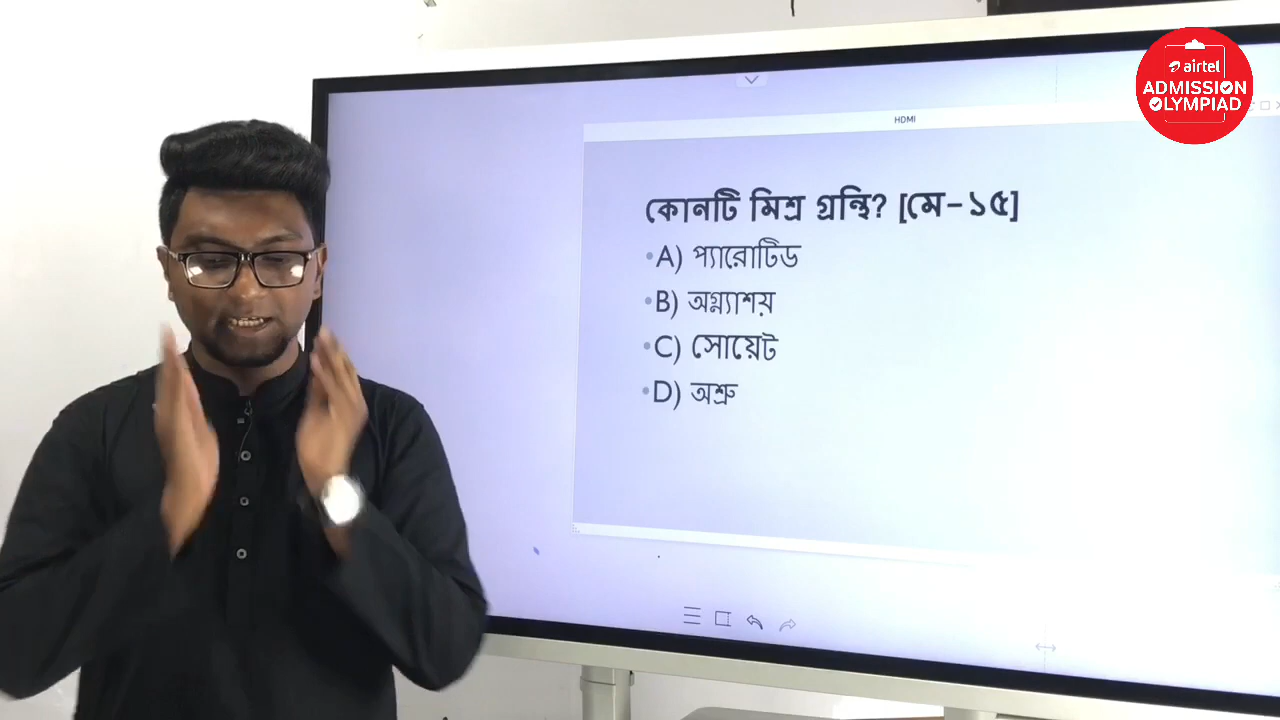 airtel
ADMISSION
OLYMPIAD
HDMI
কোনটি মিশ্র গ্রন্থি? [মে-১৫]
•A) প্যারোটিড
•B) অগ্ন্যাশয়
•C) সোয়েট
•D) অশ্রু